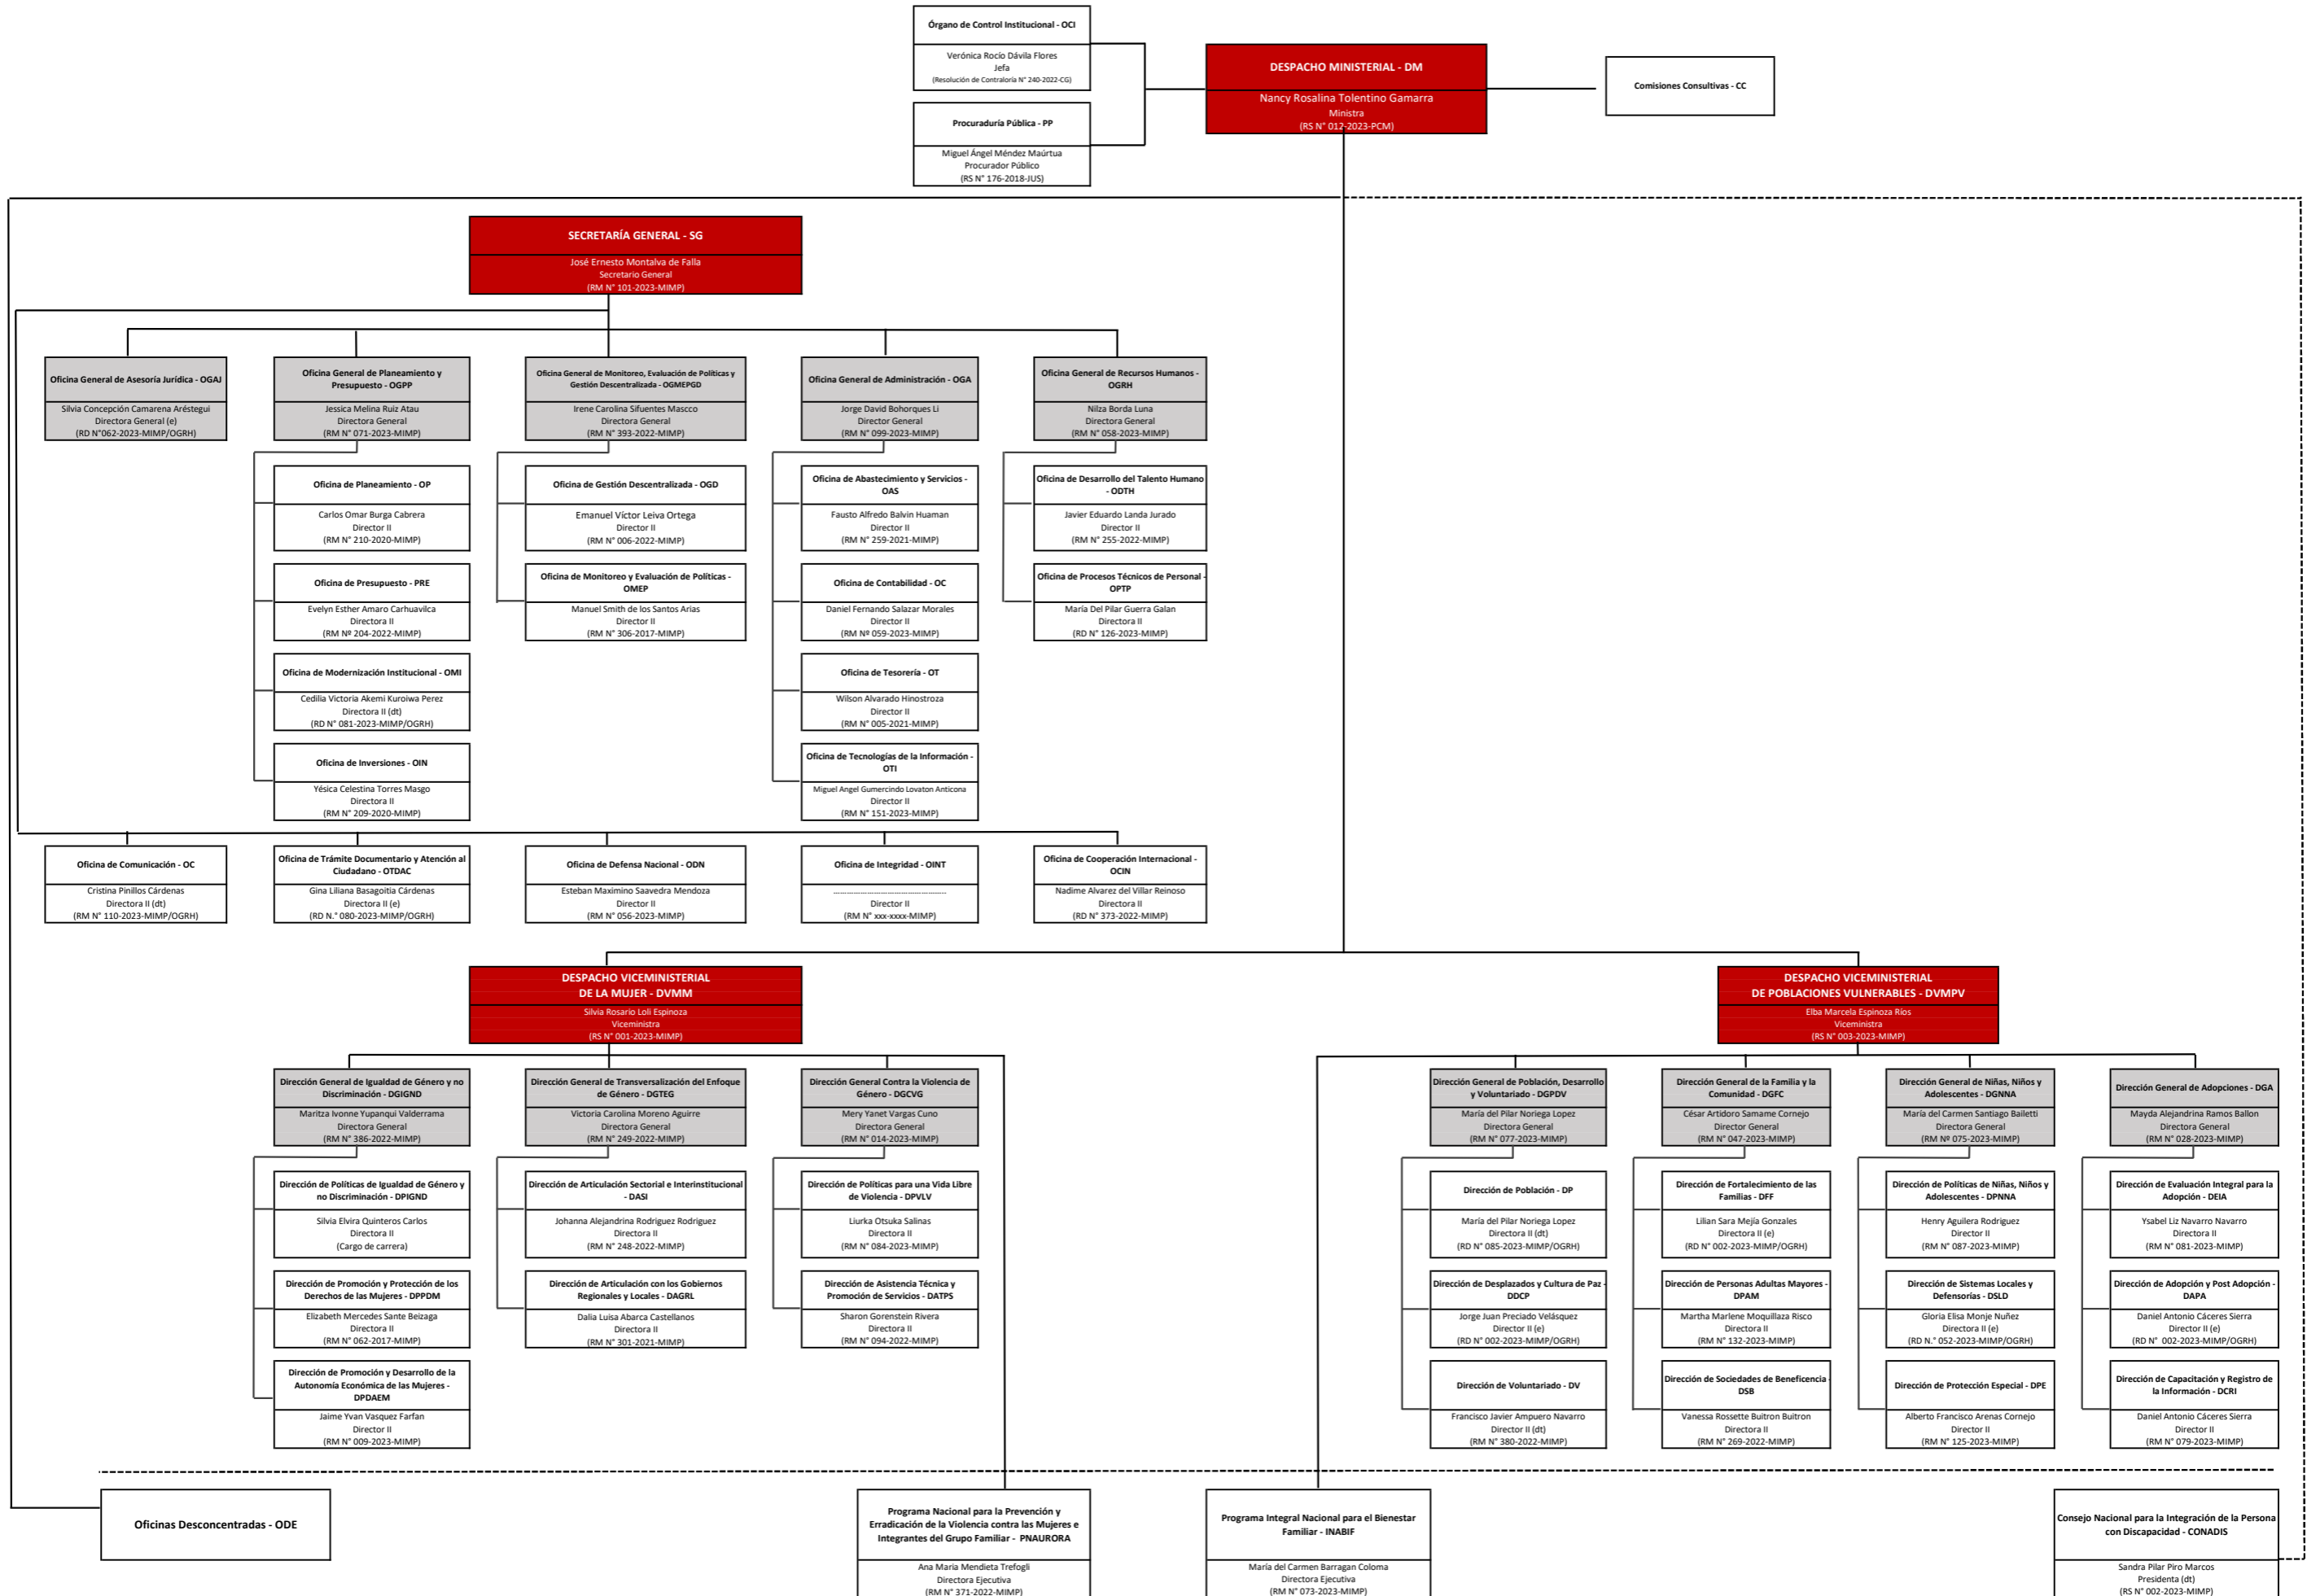 Órgano de Control Institucional - OCI
Verónica Rocío Dávila Flores
Jefa
(Resolución de Contraloría N° 240-2022-CG)
Procuraduría Pública - PP
Miguel Ángel Méndez Maúrtua
Procurador Público
(RS N° 176-2018-JUS)
DESPACHO MINISTERIAL - DM
Nancy Rosalina Tolentino Gamarra
Ministra
(RS N° 012-2023-PCM)
Comisiones Consultivas - CC
SECRETARÍA GENERAL - SG
José Ernesto Montalva de Falla
Secretario General
(RM N° 101-2023-MIMP)
Oficina General de Asesoría Jurídica - OGAJ
Silvia Concepción Camarena Aréstegui
Directora General (e)
(RD N°062-2023-MIMP/OGRH)
Oficina General de Planeamiento y
Presupuesto - OGPP
Jessica Melina Ruiz Atau
Directora General
(RM N° 071-2023-MIMP)
Oficina General de Monitoreo, Evaluación de Políticas y
Gestión Descentralizada - OGMEPGD
Irene Carolina Sifuentes Mascco
Directora General
(RM N° 393-2022-MIMP)
Oficina General de Administración - OGA
Jorge David Bohorques Li
Director General
(RM N° 099-2023-MIMP)
Oficina General de Recursos Humanos -
OGRH
Nilza Borda Luna
Directora General
(RM N° 058-2023-MIMP)
Oficina de Planeamiento - OP
Carlos Omar Burga Cabrera
Director II
(RM N° 210-2020-MIMP)
Oficina de Gestión Descentralizada - OGD
Emanuel Víctor Leiva Ortega
Director II
(RM N° 006-2022-MIMP)
Oficina de Abastecimiento y Servicios -
OAS
Fausto Alfredo Balvin Huaman
Director II
(RM N° 259-2021-MIMP)
Oficina de Desarrollo del Talento Humano
- ODTH
Javier Eduardo Landa Jurado
Director II
(RM N° 255-2022-MIMP)
Oficina de Presupuesto - PRE
Evelyn Esther Amaro Carhuavilca
Directora II
(RM Nº 204-2022-MIMP)
Oficina de Monitoreo y Evaluación de Políticas -
OMEP
Manuel Smith de los Santos Arias
Director II
(RM N° 306-2017-MIMP)
Oficina de Contabilidad - OC
Daniel Fernando Salazar Morales
Director II
(RM Nº 059-2023-MIMP)
Oficina de Procesos Técnicos de Personal -
OPTP
María Del Pilar Guerra Galan
Directora II
(RD N° 126-2023-MIMP)
Oficina de Modernización Institucional - OMI
Cedilia Victoria Akemi Kuroiwa Perez
Directora II (dt)
(RD N° 081-2023-MIMP/OGRH)
Oficina de Tesorería - OT
Wilson Alvarado Hinostroza
Director II
(RM N° 005-2021-MIMP)
Oficina de Inversiones - OIN
Yésica Celestina Torres Masgo
Directora II
(RM N° 209-2020-MIMP)
Oficina de Tecnologías de la Información -
OTI
Miguel Angel Gumercindo Lovaton Anticona
Director II
(RM N° 151-2023-MIMP)
Oficina de Comunicación - OC
Cristina Pinillos Cárdenas
Directora II (dt)
(RM N° 110-2023-MIMP/OGRH)
Oficina de Trámite Documentario y Atención al
Ciudadano - OTDAC
Gina Liliana Basagoitia Cárdenas
Directora II (e)
(RD N.° 080-2023-MIMP/OGRH)
Oficina de Defensa Nacional - ODN
Esteban Maximino Saavedra Mendoza
Director II
(RM N° 056-2023-MIMP)
Oficina de Integridad - OINT
................................................
Director II
(RM N° xxx-xxxx-MIMP)
Oficina de Cooperación Internacional -
OCIN
Nadime Alvarez del Villar Reinoso
Directora II
(RD N° 373-2022-MIMP)
DESPACHO VICEMINISTERIAL
DE LA MUJER - DVMM
Silvia Rosario Loli Espinoza
Viceministra
(RS N° 001-2023-MIMP)
DESPACHO VICEMINISTERIAL
DE POBLACIONES VULNERABLES - DVMPV
Elba Marcela Espinoza Ríos
Viceministra
(RS N° 003-2023-MIMP)
Dirección General de Igualdad de Género y no
Discriminación - DGIGND
Maritza Ivonne Yupanqui Valderrama
Directora General
(RM N° 386-2022-MIMP)
Dirección General de Transversalización del Enfoque
de Género - DGTEG
Victoria Carolina Moreno Aguirre
Directora General
(RM N° 249-2022-MIMP)
Dirección General Contra la Violencia de
Género - DGCVG
Mery Yanet Vargas Cuno
Directora General
(RM N° 014-2023-MIMP)
Dirección General de Población, Desarrollo
y Voluntariado - DGPDV
María del Pilar Noriega Lopez
Directora General
(RM N° 077-2023-MIMP)
Dirección General de la Familia y la
Comunidad - DGFC
César Artidoro Samame Cornejo
Director General
(RM N° 047-2023-MIMP)
Dirección General de Niñas, Niños y
Adolescentes - DGNNA
María del Carmen Santiago Bailetti
Directora General
(RM Nº 075-2023-MIMP)
Dirección General de Adopciones - DGA
Mayda Alejandrina Ramos Ballon
Directora General
(RM N° 028-2023-MIMP)
Dirección de Políticas de Igualdad de Género y
no Discriminación - DPIGND
Silvia Elvira Quinteros Carlos
Directora II
(Cargo de carrera)
Dirección de Articulación Sectorial e Interinstitucional
- DASI
Johanna Alejandrina Rodriguez Rodriguez
Directora II
(RM N° 248-2022-MIMP)
Dirección de Políticas para una Vida Libre
de Violencia - DPVLV
Liurka Otsuka Salinas
Directora II
(RM N° 084-2023-MIMP)
Dirección de Población - DP
María del Pilar Noriega Lopez
Directora II (dt)
(RD N° 085-2023-MIMP/OGRH)
Dirección de Fortalecimiento de las
Familias - DFF
Lilian Sara Mejía Gonzales
Directora II (e)
(RD N° 002-2023-MIMP/OGRH)
Dirección de Políticas de Niñas, Niños y
Adolescentes - DPNNA
Henry Aguilera Rodriguez
Director II
(RM N° 087-2023-MIMP)
Dirección de Evaluación Integral para la
Adopción - DEIA
Ysabel Liz Navarro Navarro
Directora II
(RM N° 081-2023-MIMP)
Dirección de Promoción y Protección de los
Derechos de las Mujeres - DPPDM
Elizabeth Mercedes Sante Beizaga
Directora II
(RM N° 062-2017-MIMP)
Dirección de Articulación con los Gobiernos
Regionales y Locales - DAGRL
Dalia Luisa Abarca Castellanos
Directora II
(RM N° 301-2021-MIMP)
Dirección de Asistencia Técnica y
Promoción de Servicios - DATPS
Sharon Gorenstein Rivera
Directora II
(RM N° 094-2022-MIMP)
Dirección de Desplazados y Cultura de Paz -
DDCP
Jorge Juan Preciado Velásquez
Director II (e)
(RD N° 002-2023-MIMP/OGRH)
Dirección de Personas Adultas Mayores -
DPAM
Martha Marlene Moquillaza Risco
Directora II
(RM N° 132-2023-MIMP)
Dirección de Sistemas Locales y
Defensorías - DSLD
Gloria Elisa Monje Nuñez
Directora II (e)
(RD N.° 052-2023-MIMP/OGRH)
Dirección de Adopción y Post Adopción -
DAPA
Daniel Antonio Cáceres Sierra
Director II (e)
(RD N° 002-2023-MIMP/OGRH)
Dirección de Promoción y Desarrollo de la
Autonomía Económica de las Mujeres -
DPDAEM
Jaime Yvan Vasquez Farfan
Director II
(RM N° 009-2023-MIMP)
Dirección de Voluntariado - DV
Francisco Javier Ampuero Navarro
Director II (dt)
(RM N° 380-2022-MIMP)
Dirección de Sociedades de Beneficencia -
DSB
Vanessa Rossette Buitron Buitron
Directora II
(RM N° 269-2022-MIMP)
Dirección de Protección Especial - DPE
Alberto Francisco Arenas Cornejo
Director II
(RM N° 125-2023-MIMP)
Dirección de Capacitación y Registro de
la Información - DCRI
Daniel Antonio Cáceres Sierra
Director II
(RM N° 079-2023-MIMP)
Oficinas Desconcentradas - ODE
Programa Nacional para la Prevención y
Erradicación de la Violencia contra las Mujeres e
Integrantes del Grupo Familiar - PNAURORA
Ana Maria Mendieta Trefogli
Directora Ejecutiva
(RM N° 371-2022-MIMP)
Programa Integral Nacional para el Bienestar
Familiar - INABIF
María del Carmen Barragan Coloma
Directora Ejecutiva
(RM N° 073-2023-MIMP)
Consejo Nacional para la Integración de la Persona
con Discapacidad - CONADIS
Sandra Pilar Piro Marcos
Presidenta (dt)
(RS N° 002-2023-MIMP)